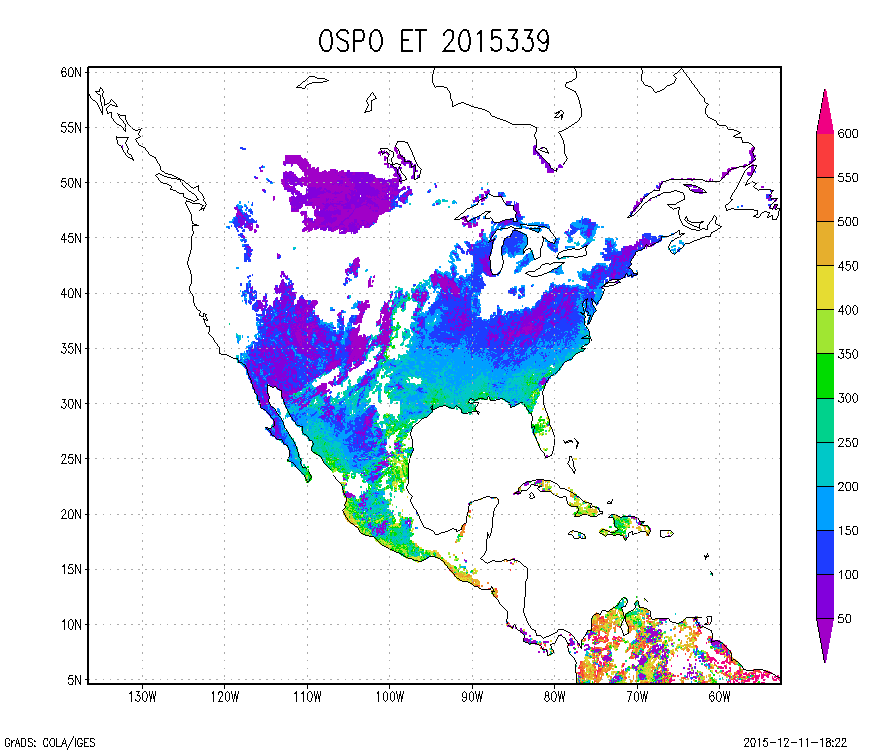 OSPO ET 2015339
60N
55N
50N
45N
40N
35N
30N
25N
20N
15N
10N
5N
130W 120W 110W 100W 90W 80W 70W 60W
600
550
500
450
400
350
300
250
200
150
100
50
GrADS: COLA/IGES
2015-12-11-18:22